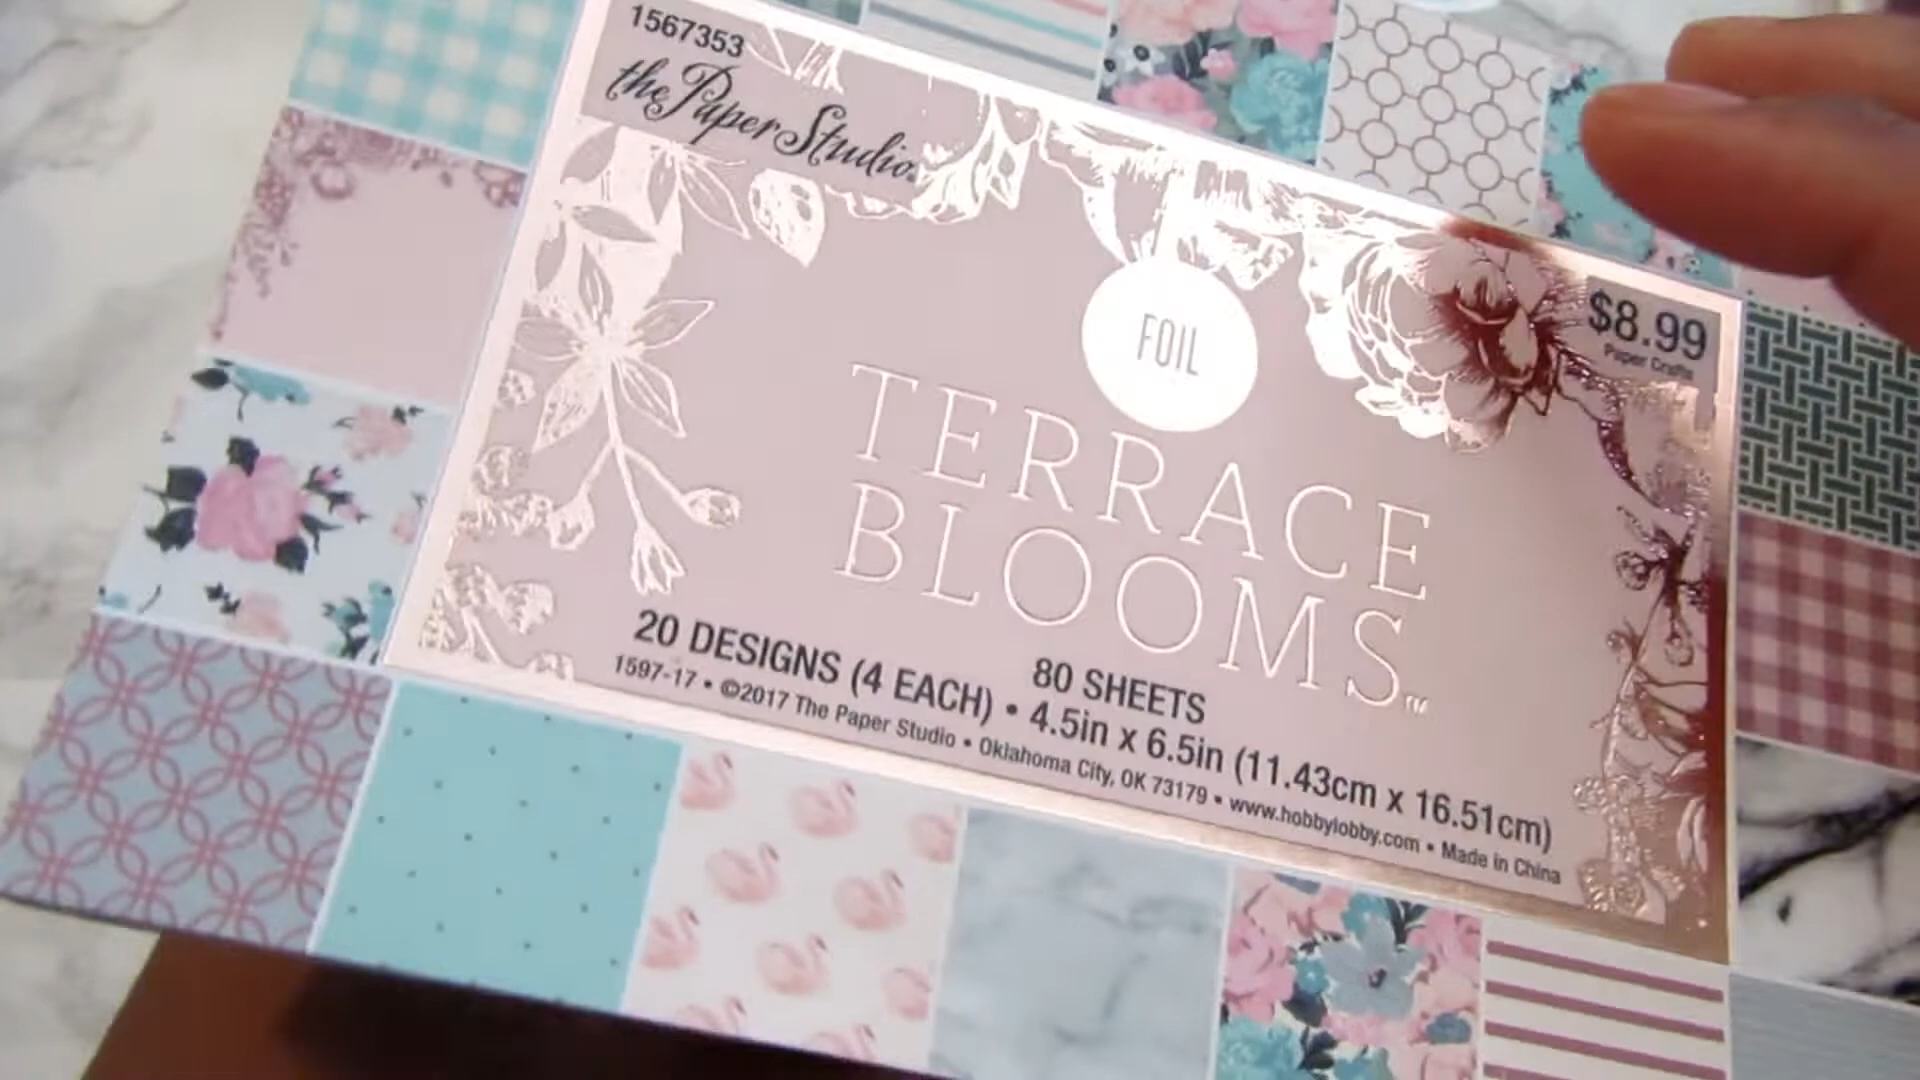 1567353
the Paper Studio®
$8.99
Paper Crafts
FOIL
TERRACE
BLOOMS™
80 SHEETS
20 DESIGNS (4 EACH) • 4.5in x 6.5in (11.43cm x 16.51cm)
1597-17 • ©2017 The Paper Studio • Oklahoma City, OK 73179 • www.hobbylobby.com • Made in China